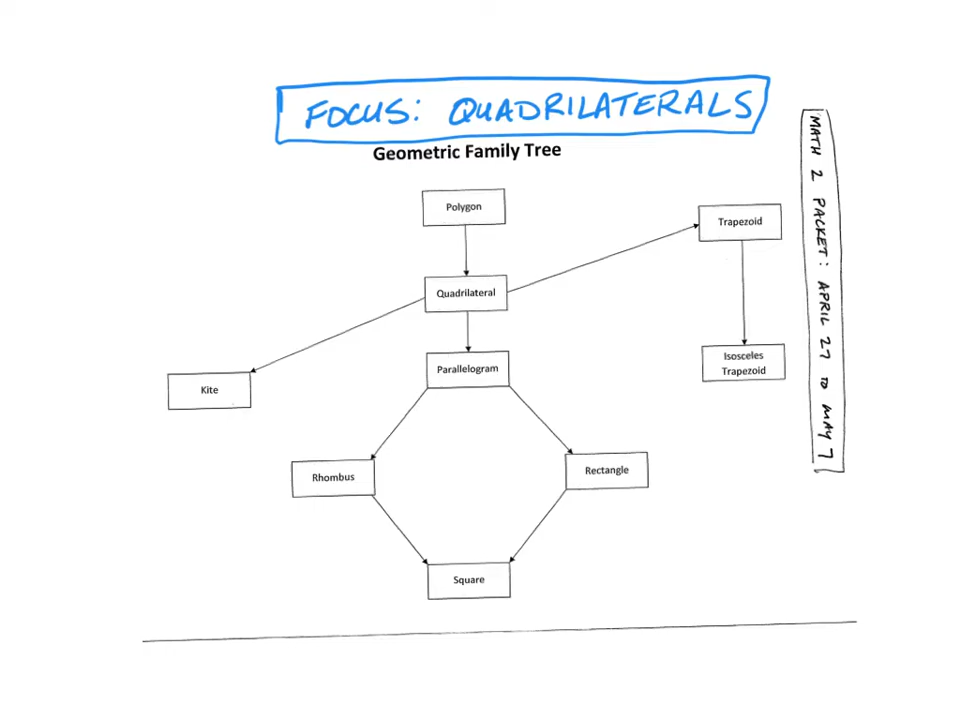 FOCUS: QUADRILATERALS
Geometric Family Tree
Polygon
Trapezoid
Quadrilateral
Isosceles
Trapezoid
Parallelogram
Kite
Rhombus
Rectangle
Square
MATH 2 PACKET: APRIL 27 TO MAY 7